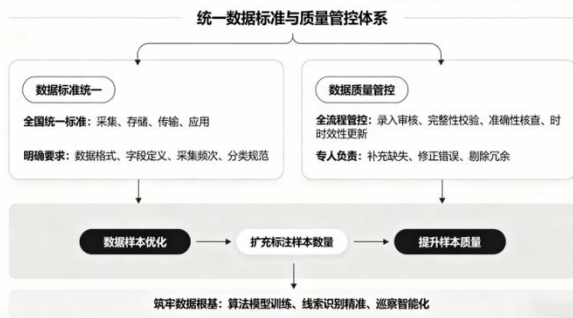 统一数据标准与质量管控体系
数据标准统一
全国统一标准：采集、存储、传输、应用
明确要求：数据格式、字段定义、采集频次、分类规范
数据质量管控
全流程管控：录入审核、完整性校验、准确性核查、时
时效性更新
专人负责：补充缺失、修正错误、剔除冗余
数据样本优化
扩充标注样本数量
提升样本质量
筑牢数据根基：算法模型训练、线索识别精准、巡察智能化